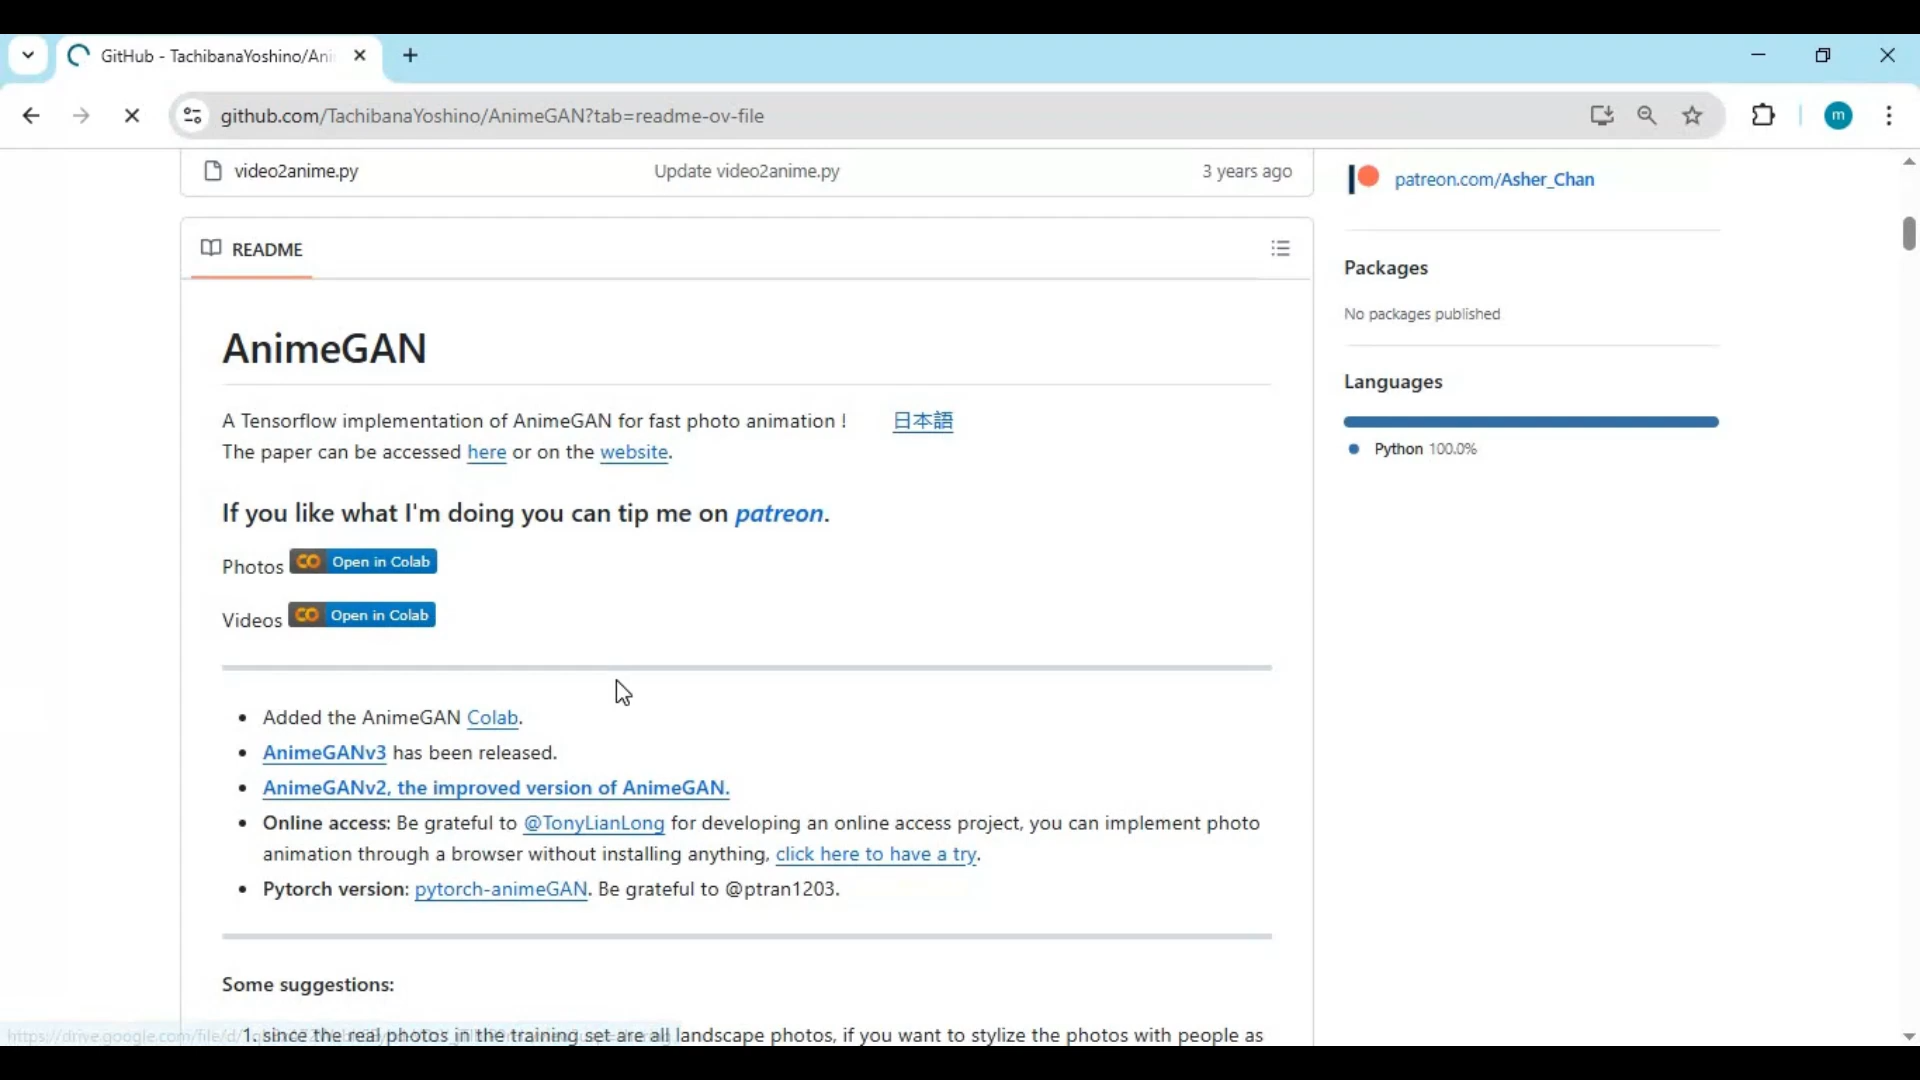 GitHub - TachibanaYoshino/Ani
github.com/TachibanaYoshino/AnimeGAN?tab=readme-ov-file
m
video2anime.py Update video2anime.py 3 years ago
patreon.com/Asher_Chan
README
Packages
No packages published
Languages
Python 100.0%
AnimeGAN
A Tensorflow implementation of AnimeGAN for fast photo animation ! 日本語
The paper can be accessed here or on the website.
If you like what I'm doing you can tip me on patreon.
Photos CO Open in Colab
Videos CO Open in Colab
Added the AnimeGAN Colab.
AnimeGANv3 has been released.
AnimeGANv2, the improved version of AnimeGAN.
Online access: Be grateful to @TonyLianLong for developing an online access project, you can implement photo
animation through a browser without installing anything, click here to have a try.
Pytorch version: pytorch-animeGAN. Be grateful to @ptran1203.
Some suggestions:
1. since the real photos in the training set are all landscape photos, if you want to stylize the photos with people as